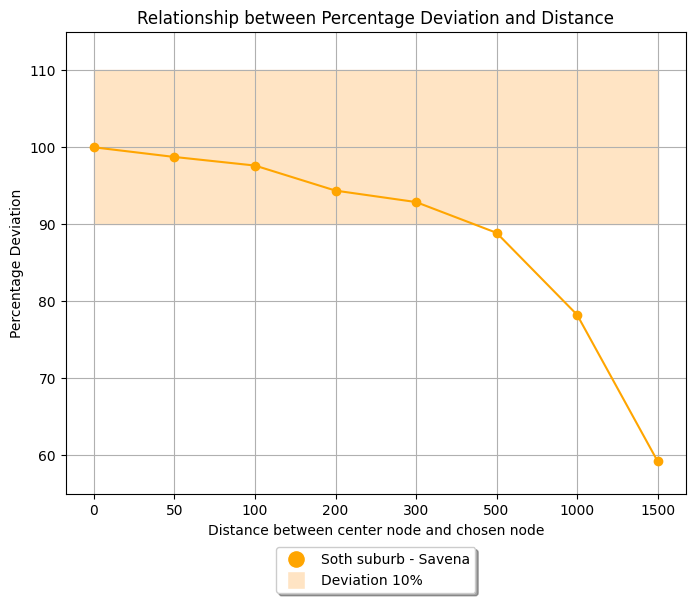 Relationship between Percentage Deviation and Distance
Percentage Deviation
110
100
90
80
70
60
0 50 100 200 300 500 1000 1500
Distance between center node and chosen node
Soth suburb - Savena
Deviation 10%